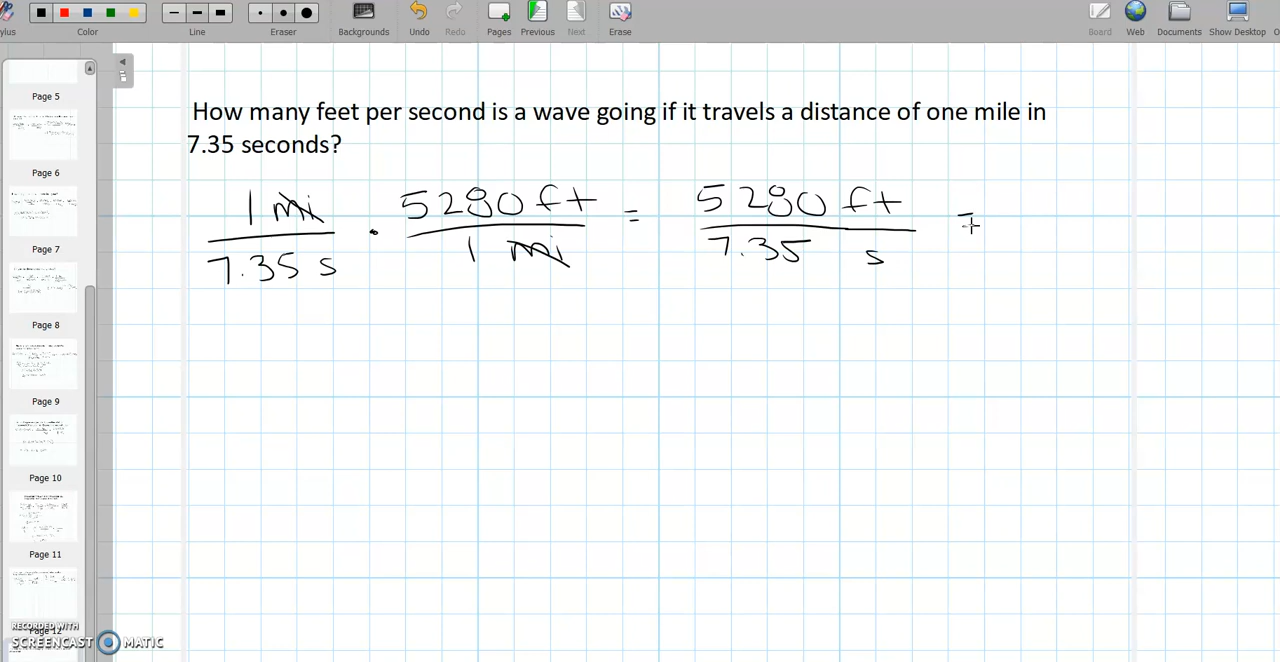 ylus Color Line Eraser Backgrounds Undo Redo Pages Previous Next Erase Board Web Documents Show Desktop
Page 5
Page 6
Page 7
Page 8
Page 9
Page 10
Page 11
Page 12
How many feet per second is a wave going if it travels a distance of one mile in
7.35 seconds?
1 mi · 5280 ft = 5280 ft =
7.35 s 1 mi 7.35 s
RECORDED WITH
SCREENCAST MATIC